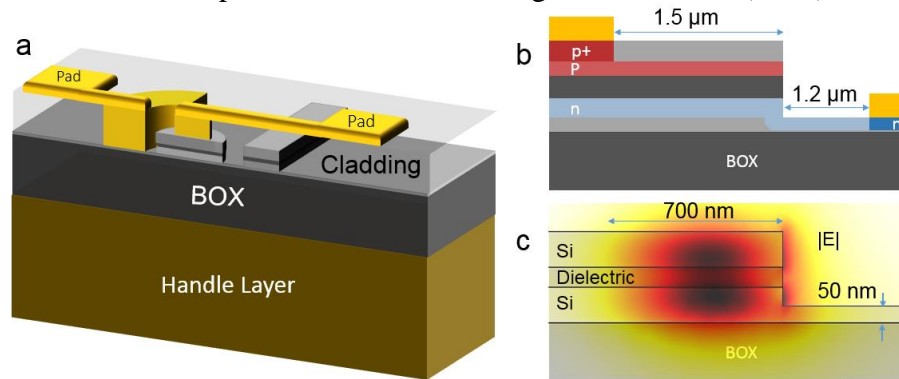 a
Pad
Pad
Cladding
BOX
Handle Layer
b
1.5 µm
p+
P
n
1.2 µm
n
BOX
c
700 nm
|E|
Si
Dielectric
Si
50 nm
BOX